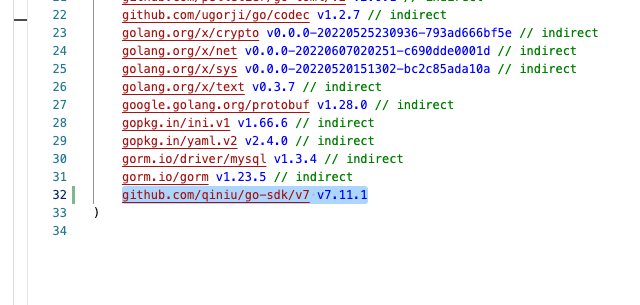 22 github.com/ugorji/go/codec v1.2.7 // indirect
23 golang.org/x/crypto v0.0.0-20220525230936-793ad666bf5e // indirect
24 golang.org/x/net v0.0.0-20220607020251-c690dde0001d // indirect
25 golang.org/x/sys v0.0.0-20220520151302-bc2c85ada10a // indirect
26 golang.org/x/text v0.3.7 // indirect
27 google.golang.org/protobuf v1.28.0 // indirect
28 gopkg.in/ini.v1 v1.66.6 // indirect
29 gopkg.in/yaml.v2 v2.4.0 // indirect
30 gorm.io/driver/mysql v1.3.4 // indirect
31 gorm.io/gorm v1.23.5 // indirect
32 github.com/qiniu/go-sdk/v7 v7.11.1
33 )
34